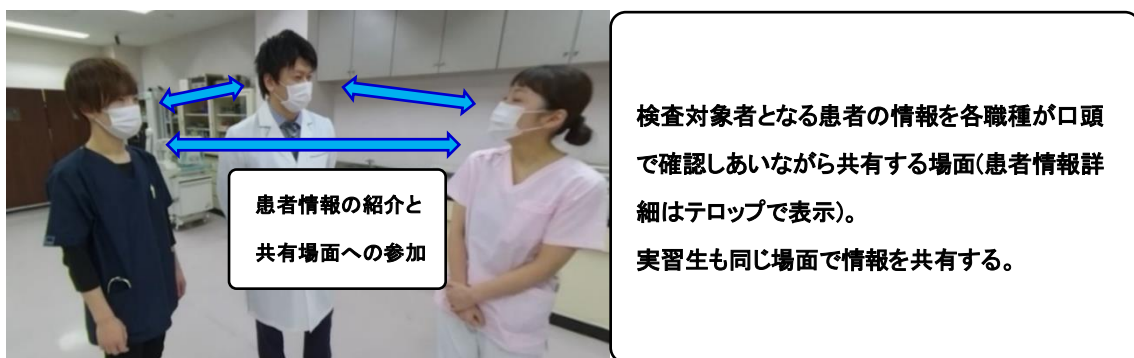 患者情報の紹介と
共有場面への参加
検査対象者となる患者の情報を各職種が口頭
で確認しあいながら共有する場面(患者情報詳
細はテロップで表示)。
実習生も同じ場面で情報を共有する。